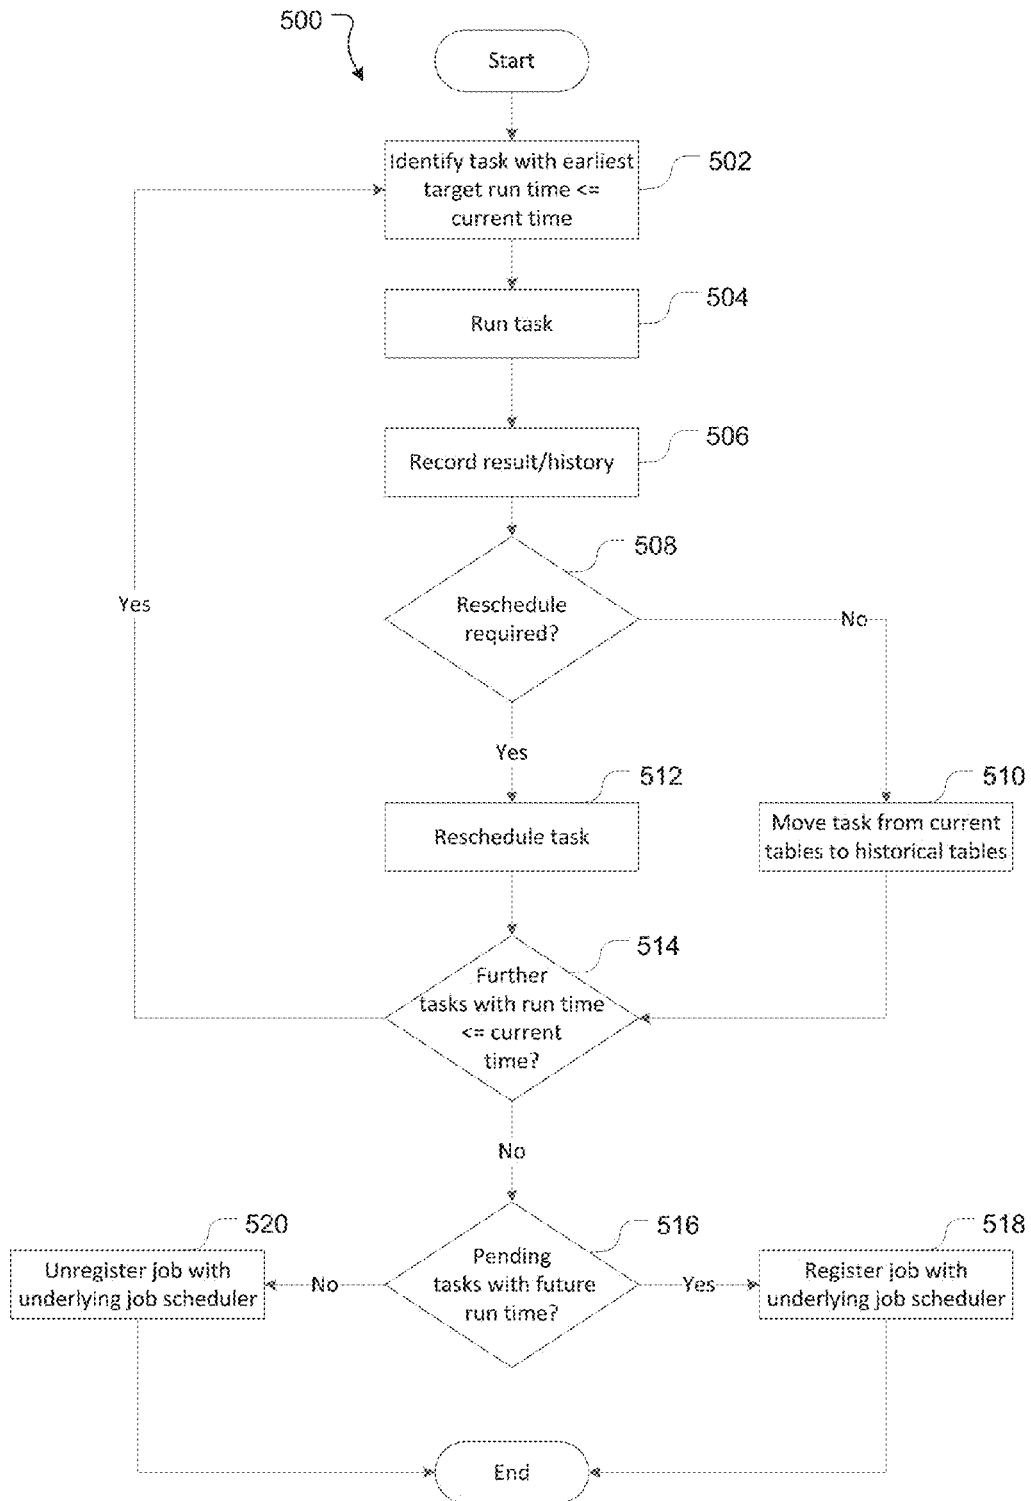 500
Start
Identify task with earliest
target run time <=
current time
502
Run task
504
Record result/history
506
Reschedule
required?
508
Yes
No
Yes
Reschedule task
512
Move task from current
tables to historical tables
510
Further
tasks with run time
<= current
time?
514
No
Unregister job with
underlying job scheduler
520
No
Pending
tasks with future
run time?
516
Yes
Register job with
underlying job scheduler
518
End